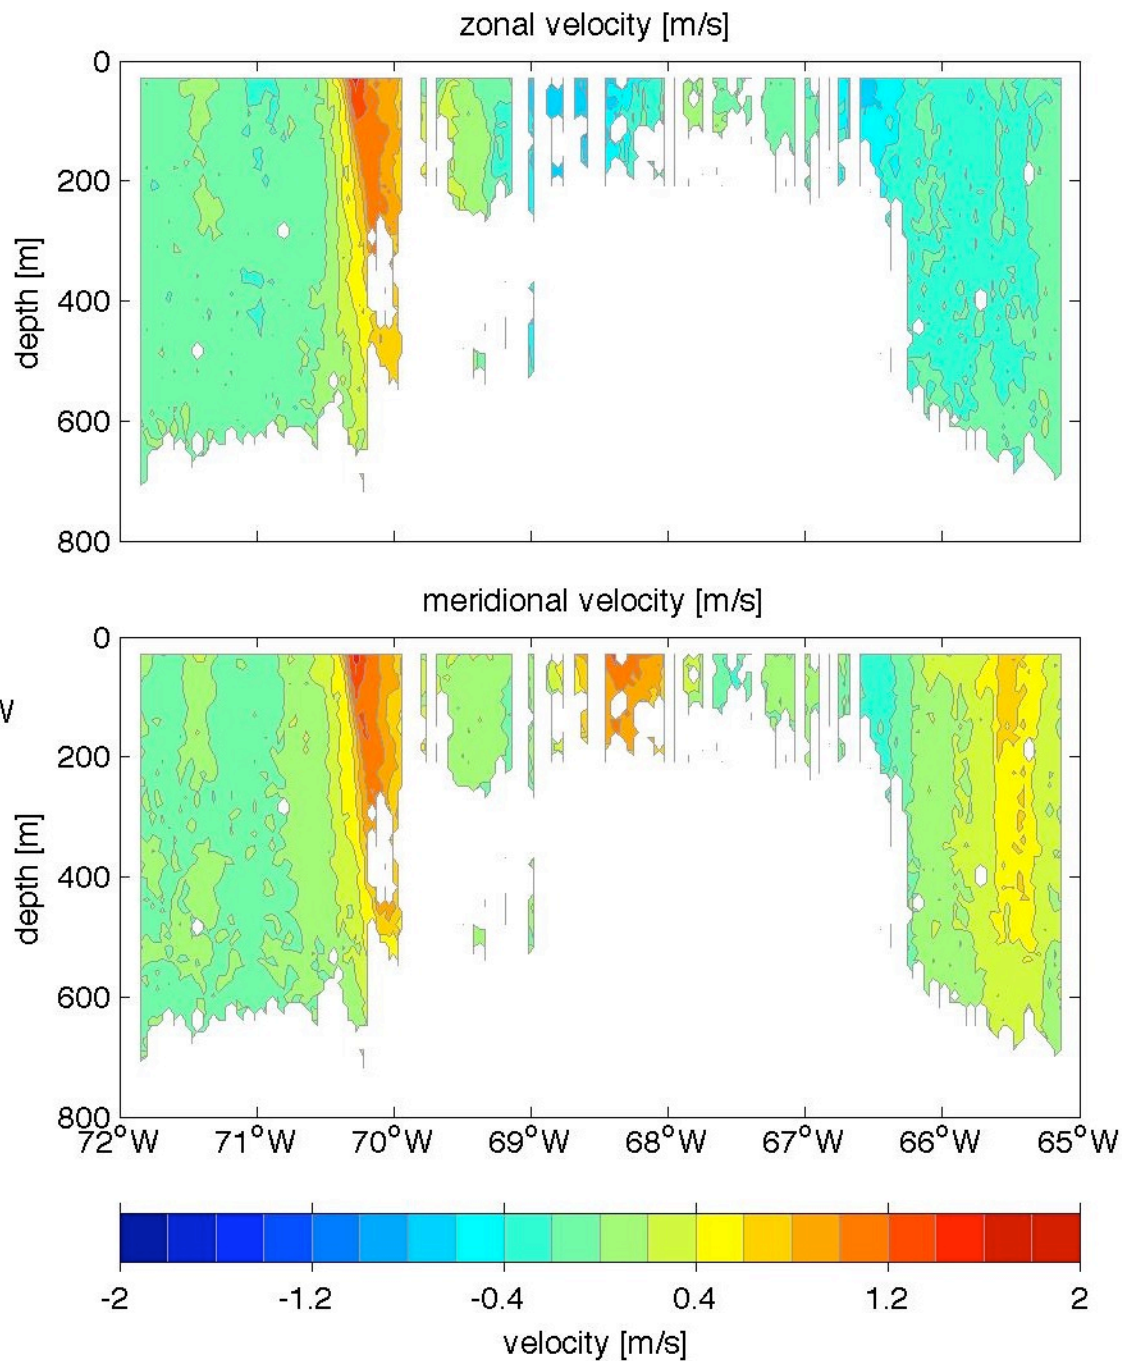 zonal velocity [m/s]
0
200
400
600
800
depth [m]
meridional velocity [m/s]
0
200
400
600
800
depth [m]
W
72°W 71°W 70°W 69°W 68°W 67°W 66°W 65°W
-2 -1.2 -0.4 0.4 1.2 2
velocity [m/s]